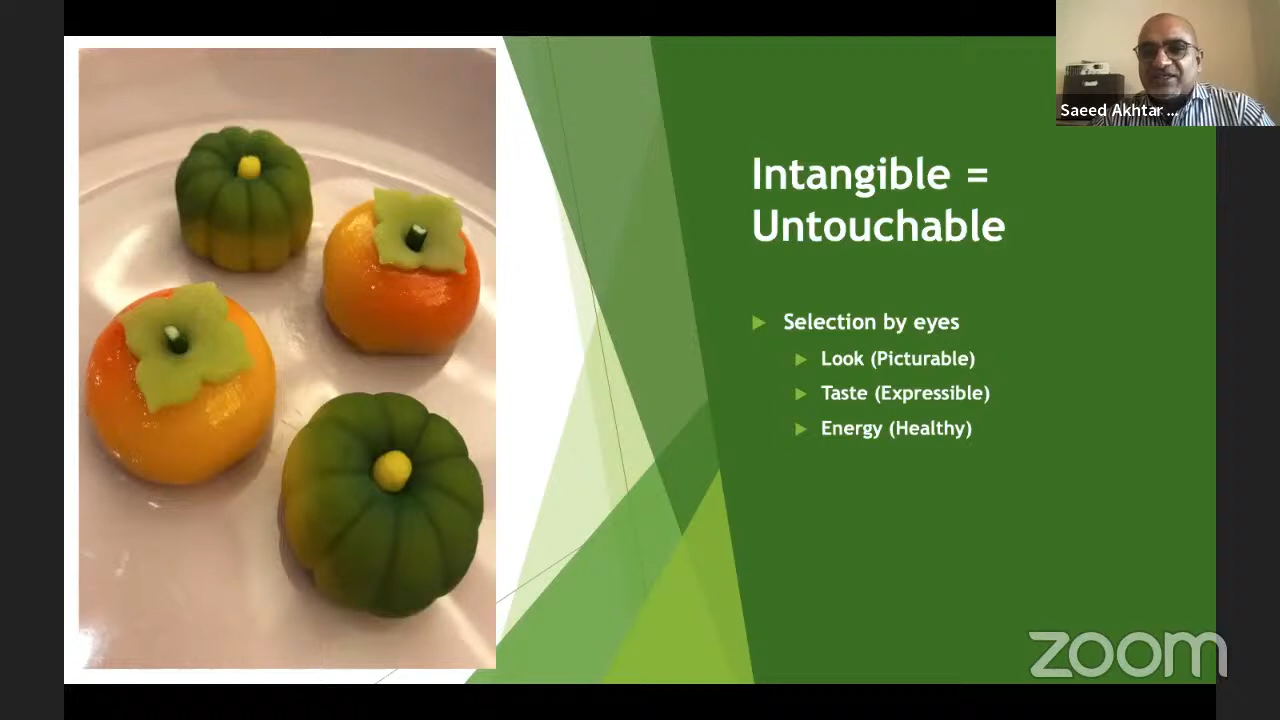 Saeed Akhtar ...
Intangible =
Untouchable
Selection by eyes
Look (Picturable)
Taste (Expressible)
Energy (Healthy)
zoom